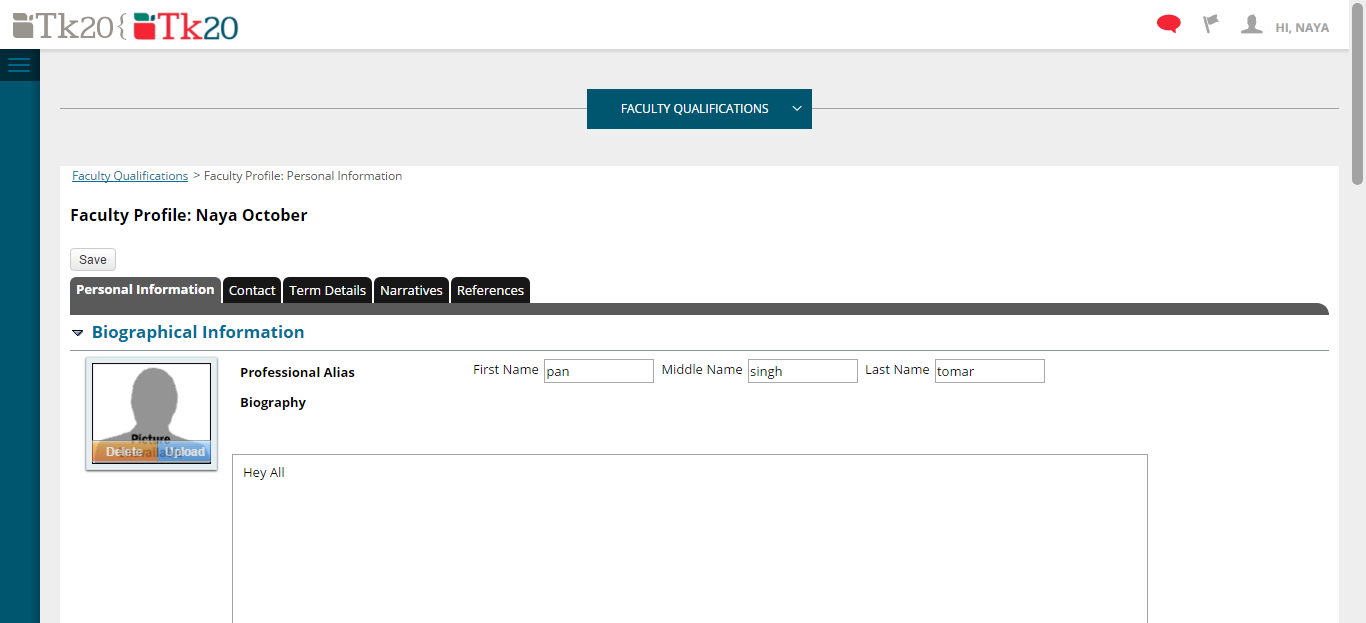 Tk20{ Tk20
HI, NAYA
FACULTY QUALIFICATIONS
Faculty Qualifications > Faculty Profile: Personal Information
Faculty Profile: Naya October
Save
Personal Information Contact Term Details Narratives References
Biographical Information
Professional Alias First Name pan Middle Name singh Last Name tomar
Biography
Picture
Delete Upload
Hey All